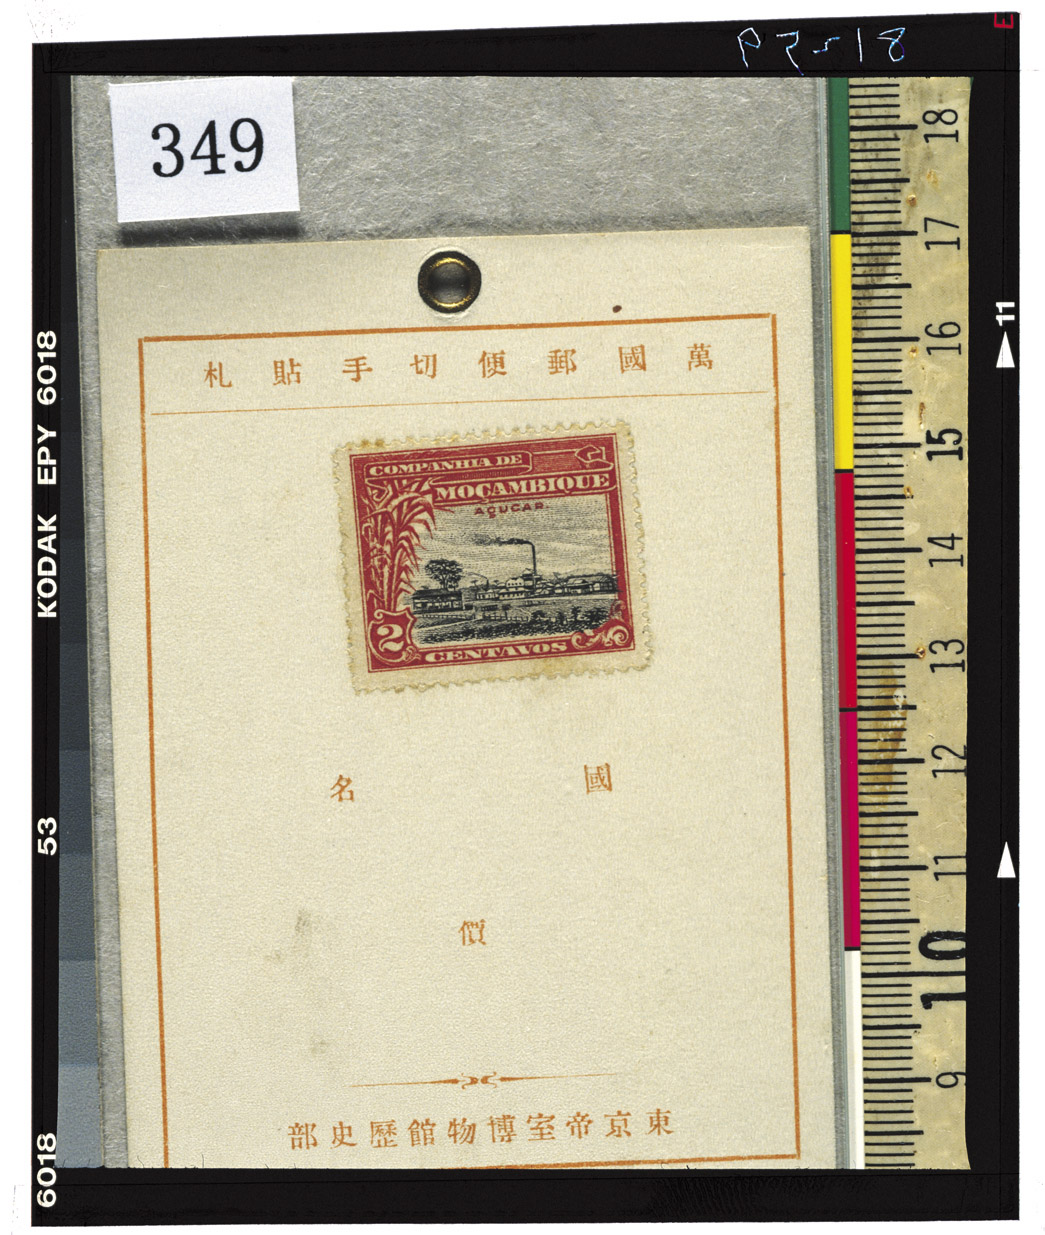 P25-18
349
萬國郵便切手貼札
COMPANHIA DE
MOÇAMBIQUE
AÇUCAR
2
CENTAVOS
國名
價
東京帝室博物館歷史部
18
17
16
15
14
13
12
11
10
9
KODAK EPY 6018
53
6018
11
E